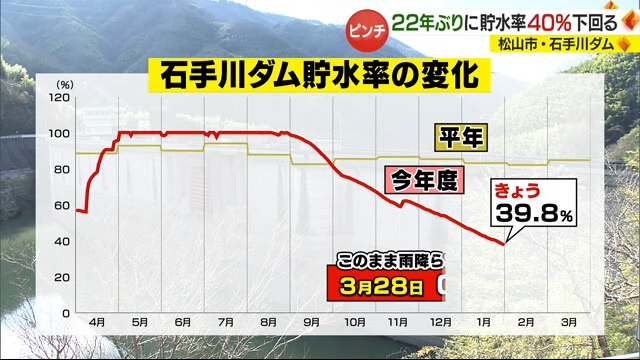 ピンチ
22年ぶりに貯水率40%下回る
松山市・石手川ダム
石手川ダム貯水率の変化
(%)
120
100
80
60
40
20
0
平年
今年度
きょう
39.8%
このまま雨降ら
3月28日
4月 5月 6月 7月 8月 9月 10月 11月 12月 1月 2月 3月